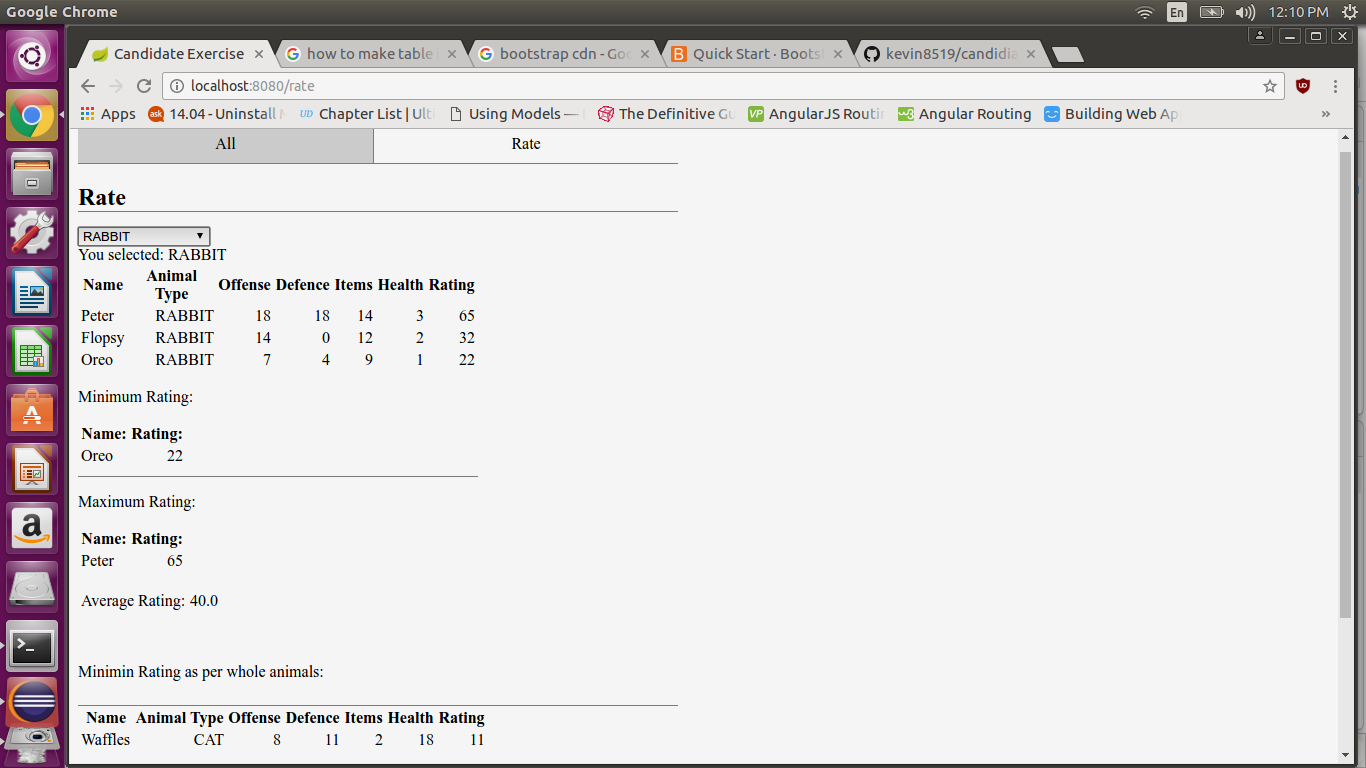 Google Chrome En 12:10 PM
Candidate Exercise how to make table bootstrap cdn - Goo Quick Start · Bootst kevin8519/candidia
localhost:8080/rate
Apps 14.04 - Uninstall Chapter List | Ult Using Models — The Definitive Gu AngularJS Routi Angular Routing Building Web Ap »
All Rate
Rate
RABBIT
You selected: RABBIT
Name Animal Type Offense Defence Items Health Rating
Peter RABBIT 18 18 14 3 65
Flopsy RABBIT 14 0 12 2 32
Oreo RABBIT 7 4 9 1 22
Minimum Rating:
Name: Rating:
Oreo 22
Maximum Rating:
Name: Rating:
Peter 65
Average Rating: 40.0
Minimin Rating as per whole animals:
Name Animal Type Offense Defence Items Health Rating
Waffles CAT 8 11 2 18 11